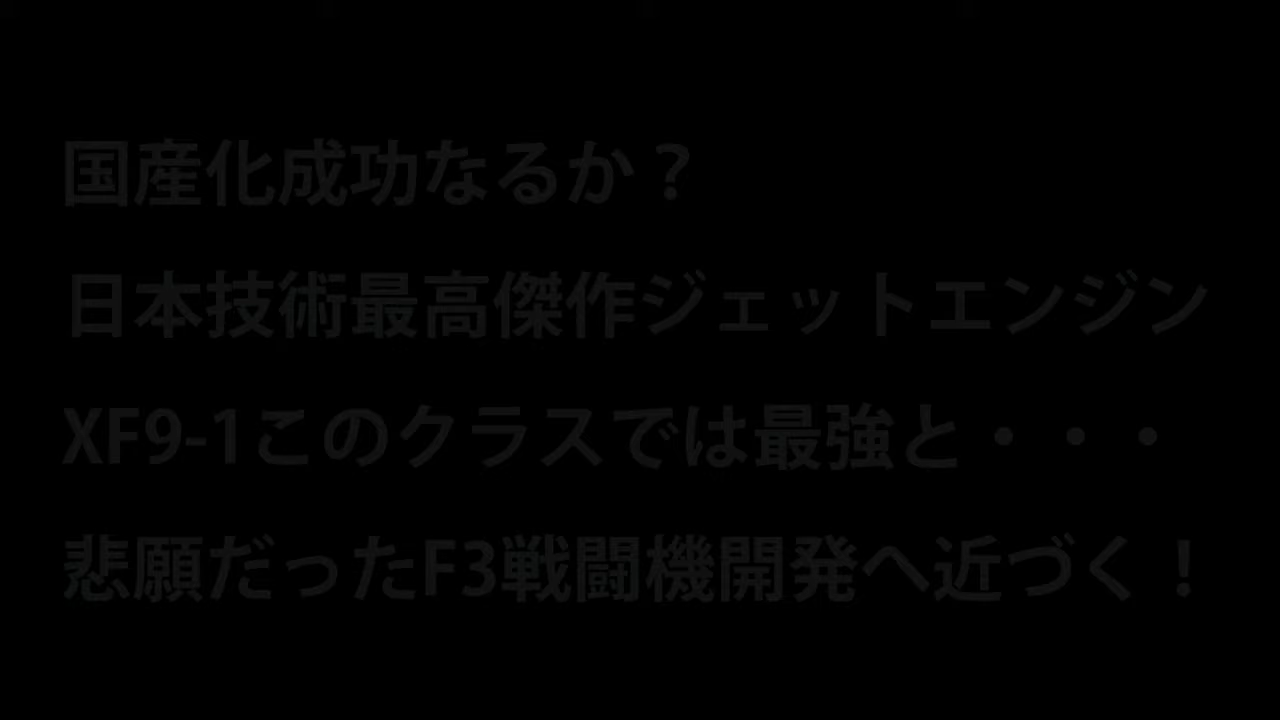 国産化成功なるか？
日本技術最高傑作ジェットエンジン
XF9-1このクラスでは最強と・・・
悲願だったF3戦闘機開発へ近づく！